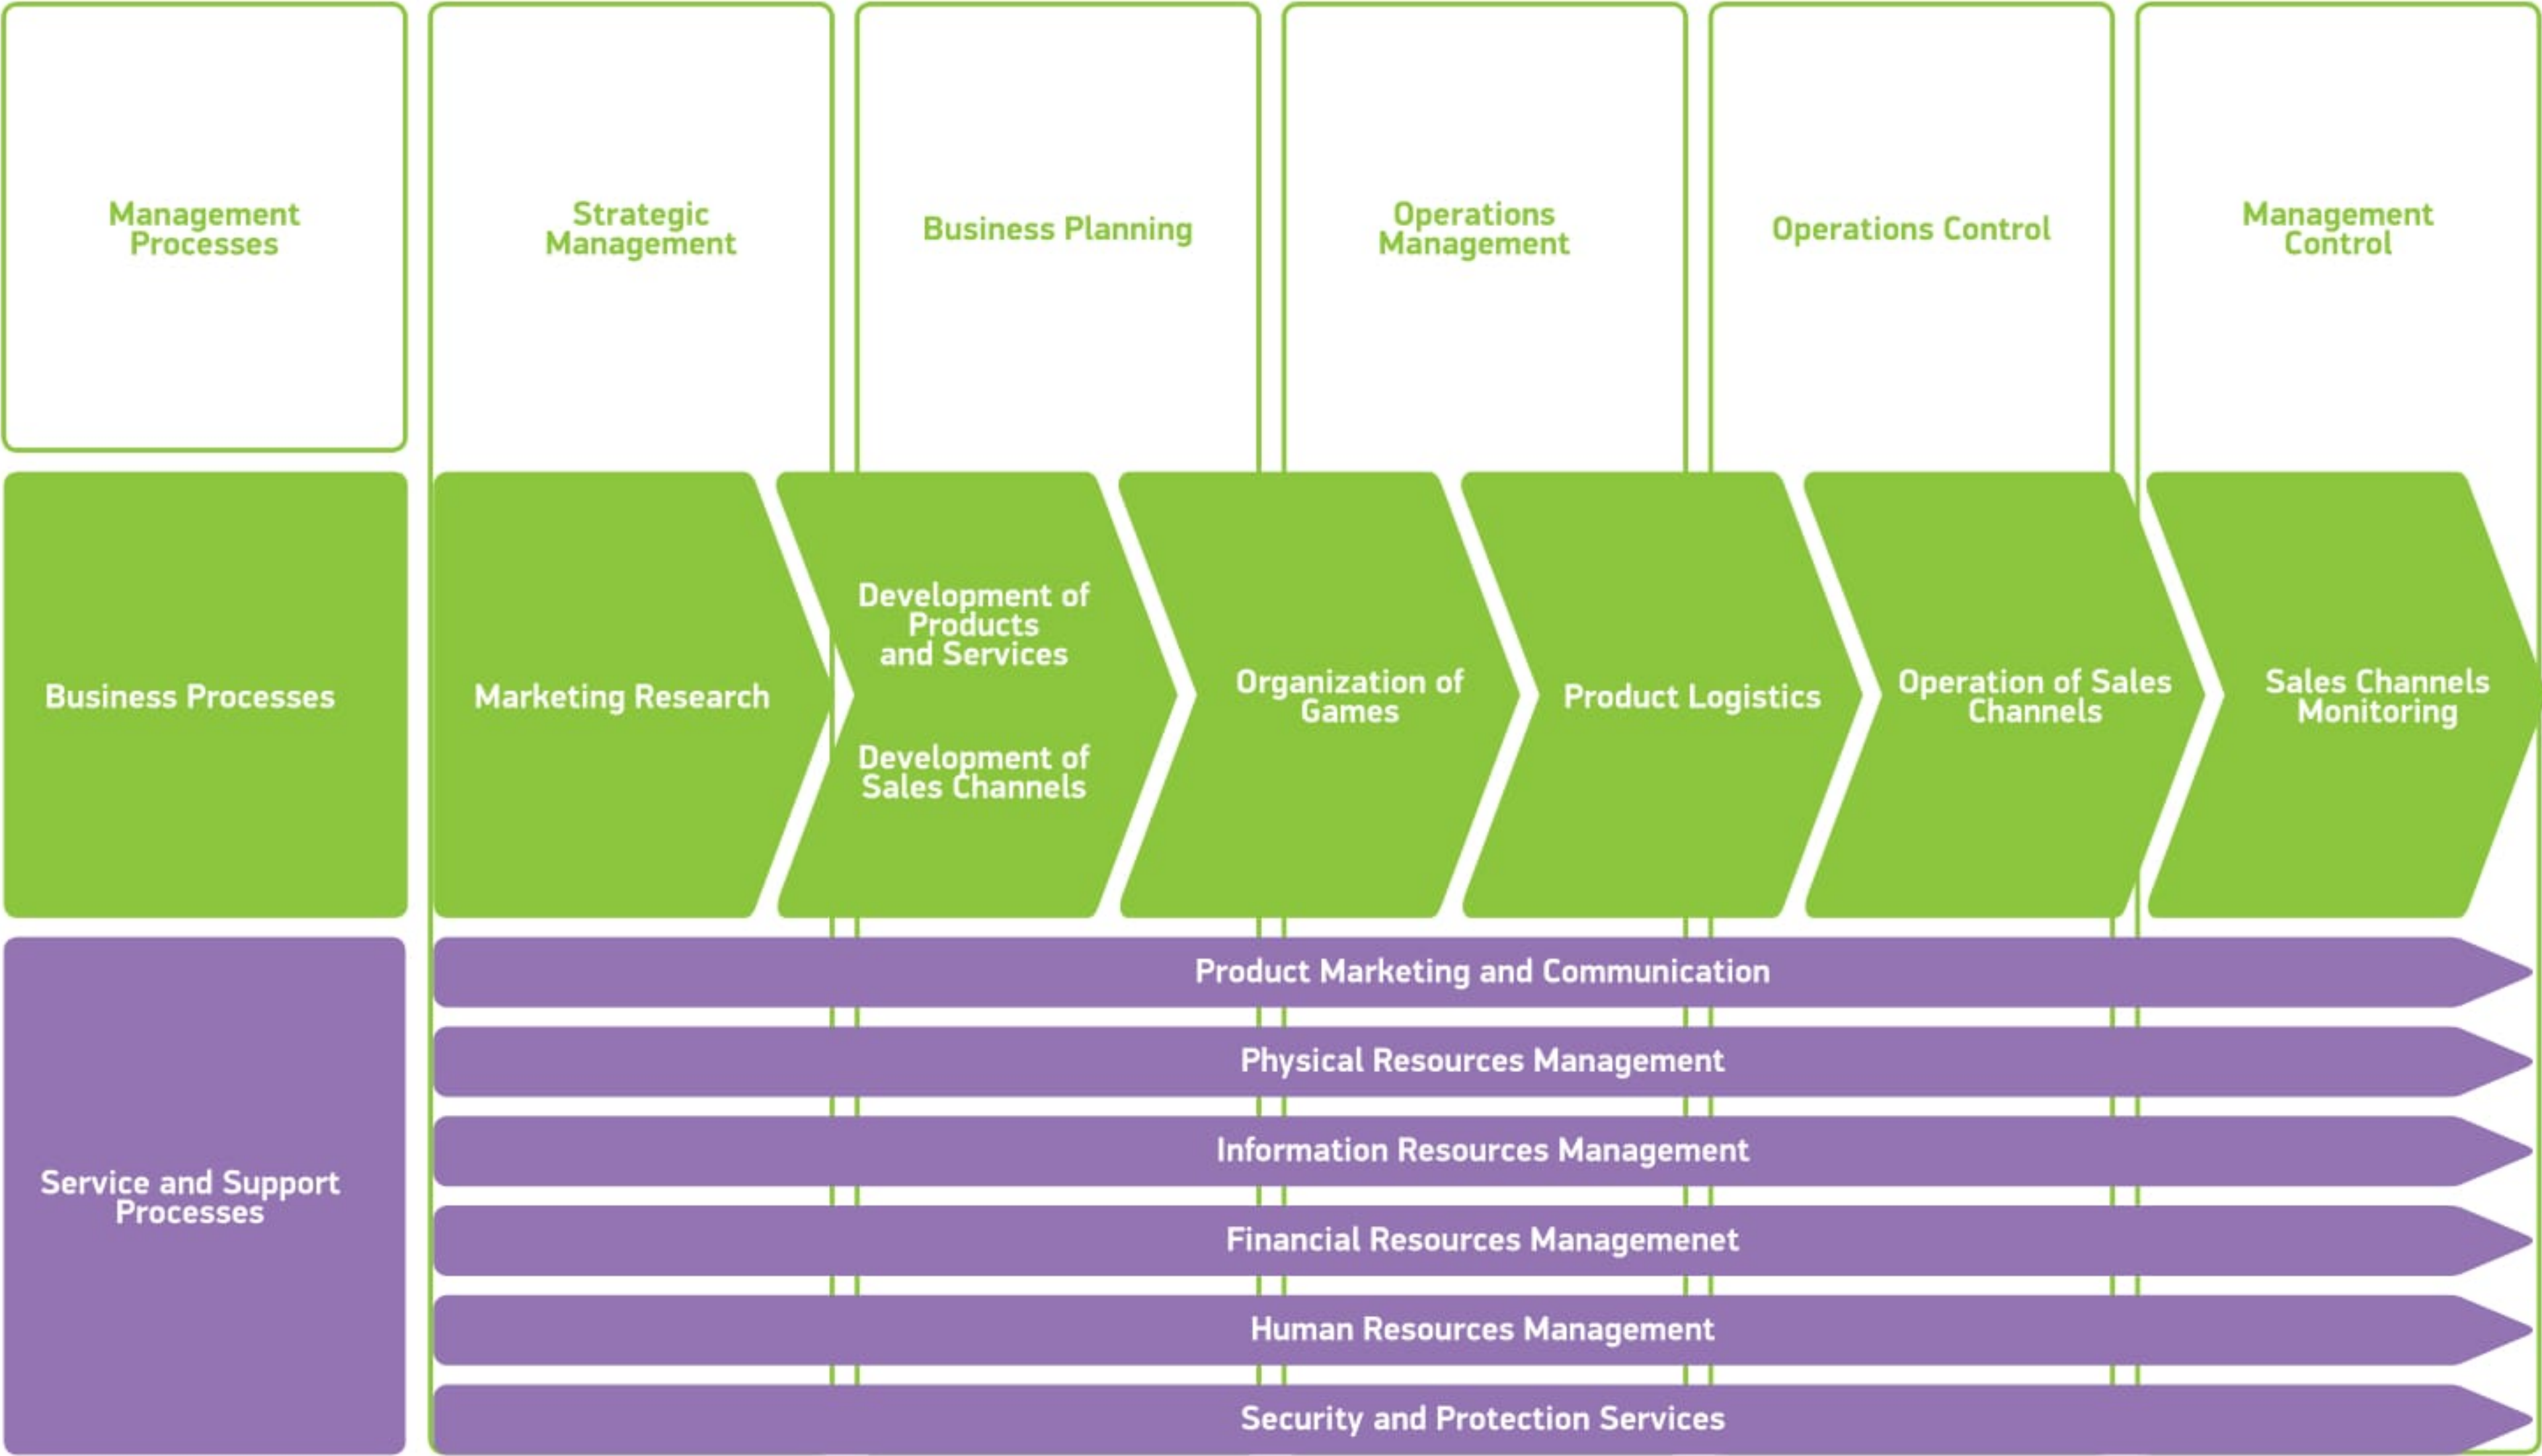 Management
Processes
Strategic
Management
Business Planning
Operations
Management
Operations Control
Management
Control
Business Processes
Marketing Research
Development of
Products
and Services
Development of
Sales Channels
Organization of
Games
Product Logistics
Operation of Sales
Channels
Sales Channels
Monitoring
Service and Support
Processes
Product Marketing and Communication
Physical Resources Management
Information Resources Management
Financial Resources Managemenet
Human Resources Management
Security and Protection Services